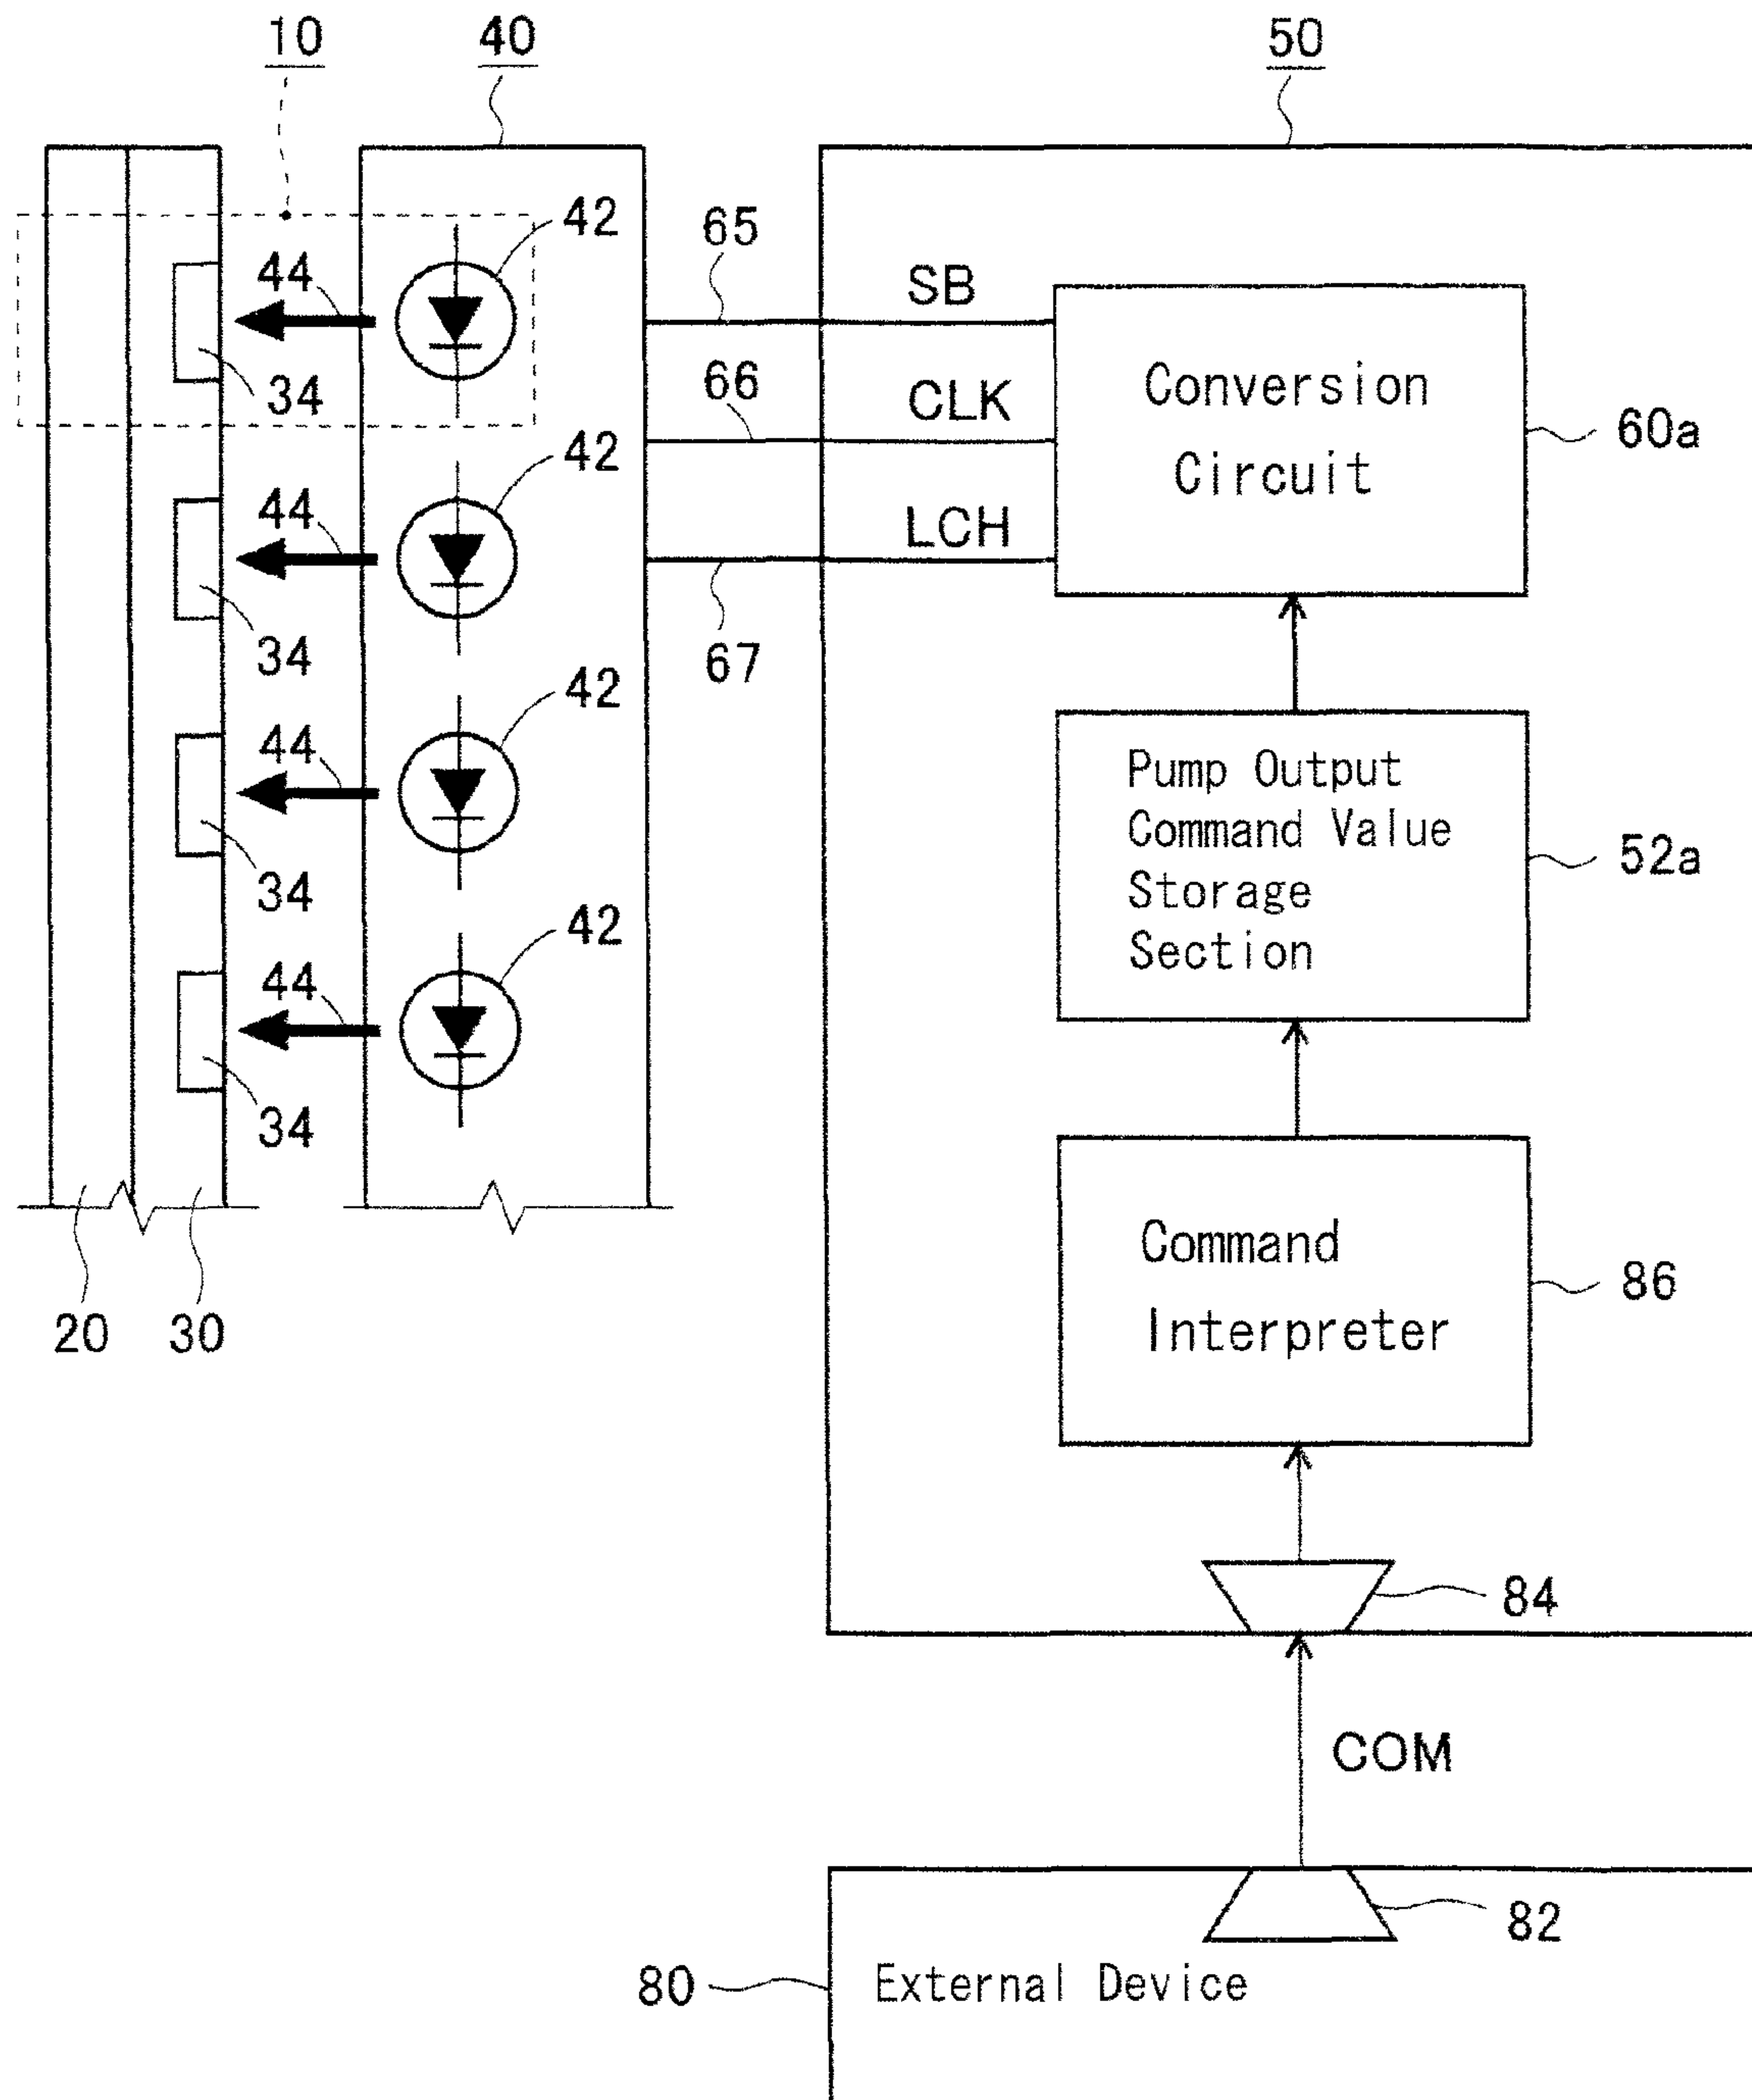 10
40
50
42
65
44
SB
34
66
CLK
Conversion
Circuit
60a
42
44
LCH
34
67
42
44
Pump Output
Command Value
Storage
Section
52a
34
42
44
34
Command
Interpreter
86
20
30
84
COM
82
80
External Device